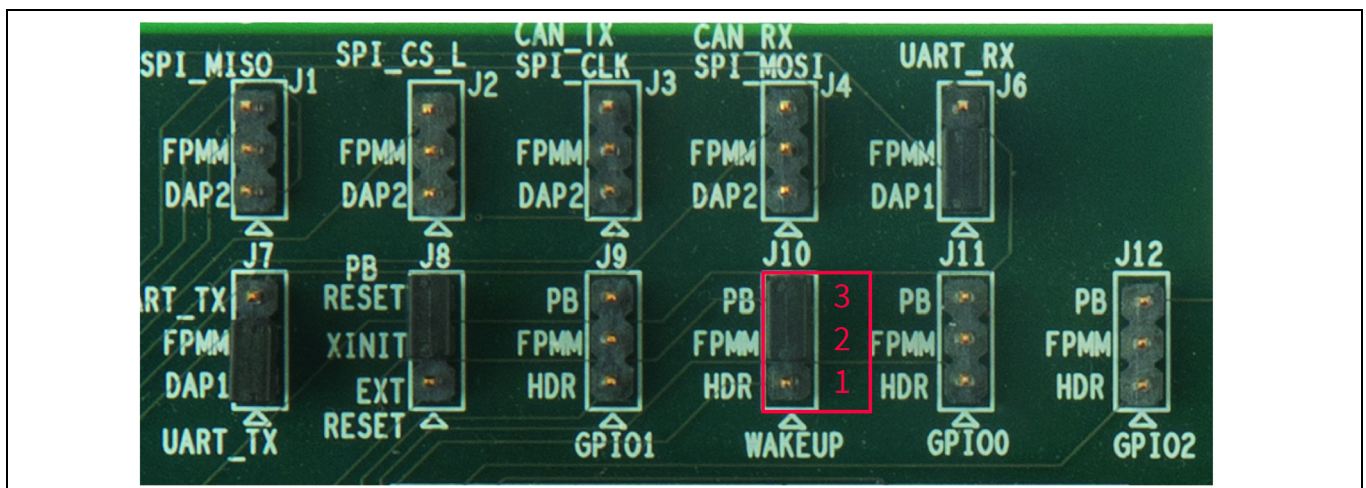 CAN_TX CAN_RX
SPI_MISO SPI_CS_L SPI_CLK SPI_MOSI UART_RX
J1 J2 J3 J4 J6
FPMM FPMM FPMM FPMM FPMM
DAP2 DAP2 DAP2 DAP2 DAP1
J7 J8 J9 J10 J11 J12
PB
RT_TX RESET PB PB 3 PB PB
FPMM XINIT FPMM FPMM 2 FPMM FPMM
DAP1 EXT HDR HDR 1 HDR HDR
UART_TX RESET GPIO1 WAKEUP GPIO0 GPIO2